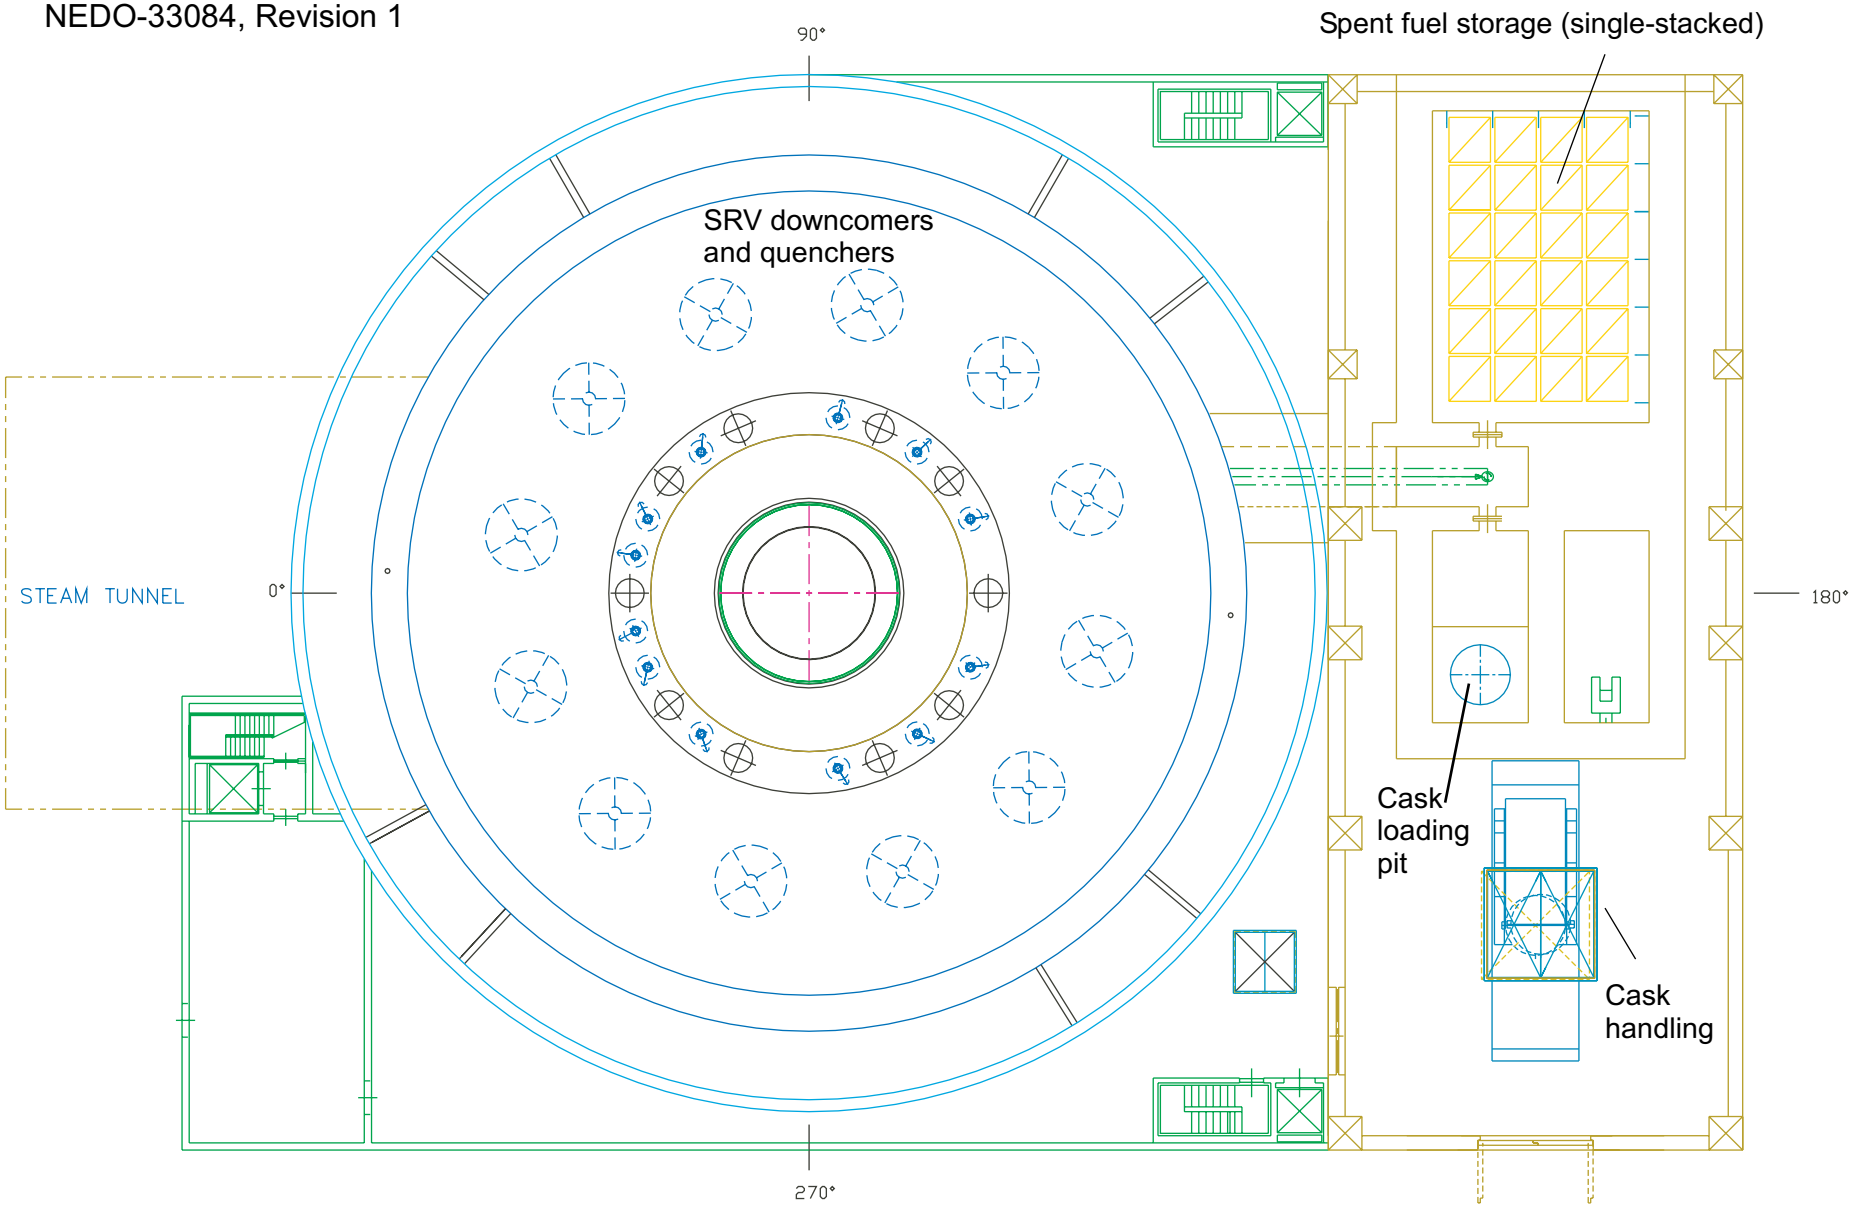 NEDO-33084, Revision 1
Spent fuel storage (single-stacked)
90°
SRV downcomers
and quenchers
STEAM TUNNEL
0°
180°
Cask
loading
pit
Cask
handling
270°